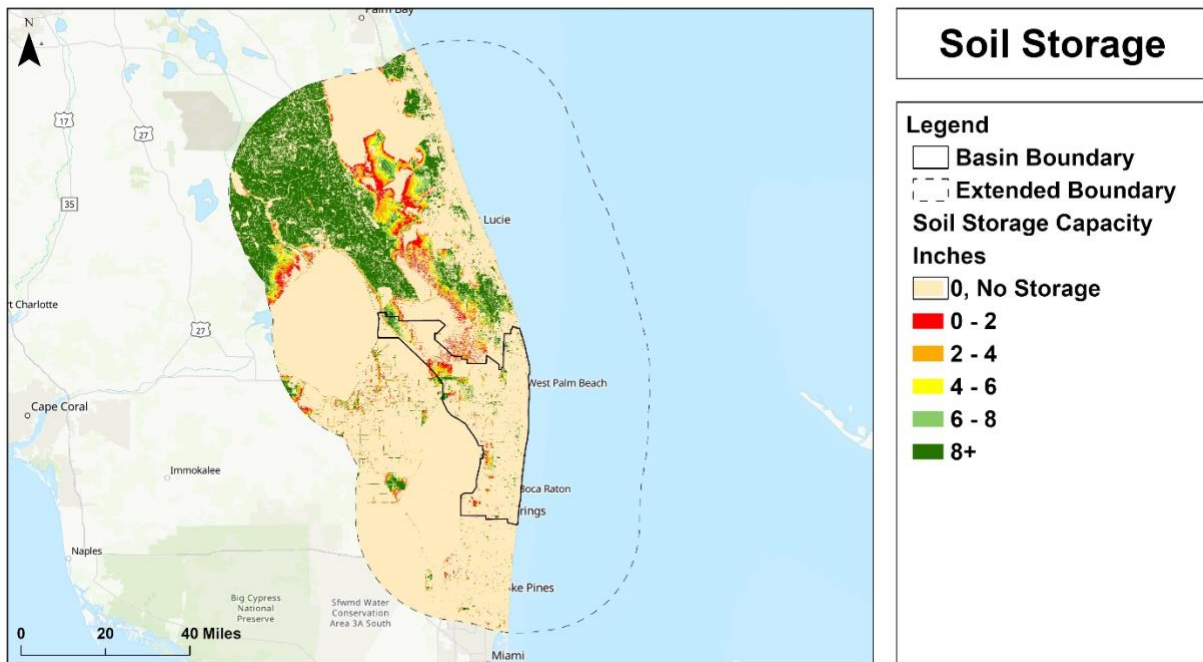 Palm Bay
N
17
27
35
Lucie
rt Charlotte
27
West Palm Beach
Cape Coral
Immokalee
Boca Raton
rings
Naples
ke Pines
Big Cypress
National
Preserve
Sfwmd Water
Conservation
Area 3A South
0 20 40 Miles
Miami
Soil Storage
Legend
Basin Boundary
Extended Boundary
Soil Storage Capacity
Inches
0, No Storage
0 - 2
2 - 4
4 - 6
6 - 8
8+